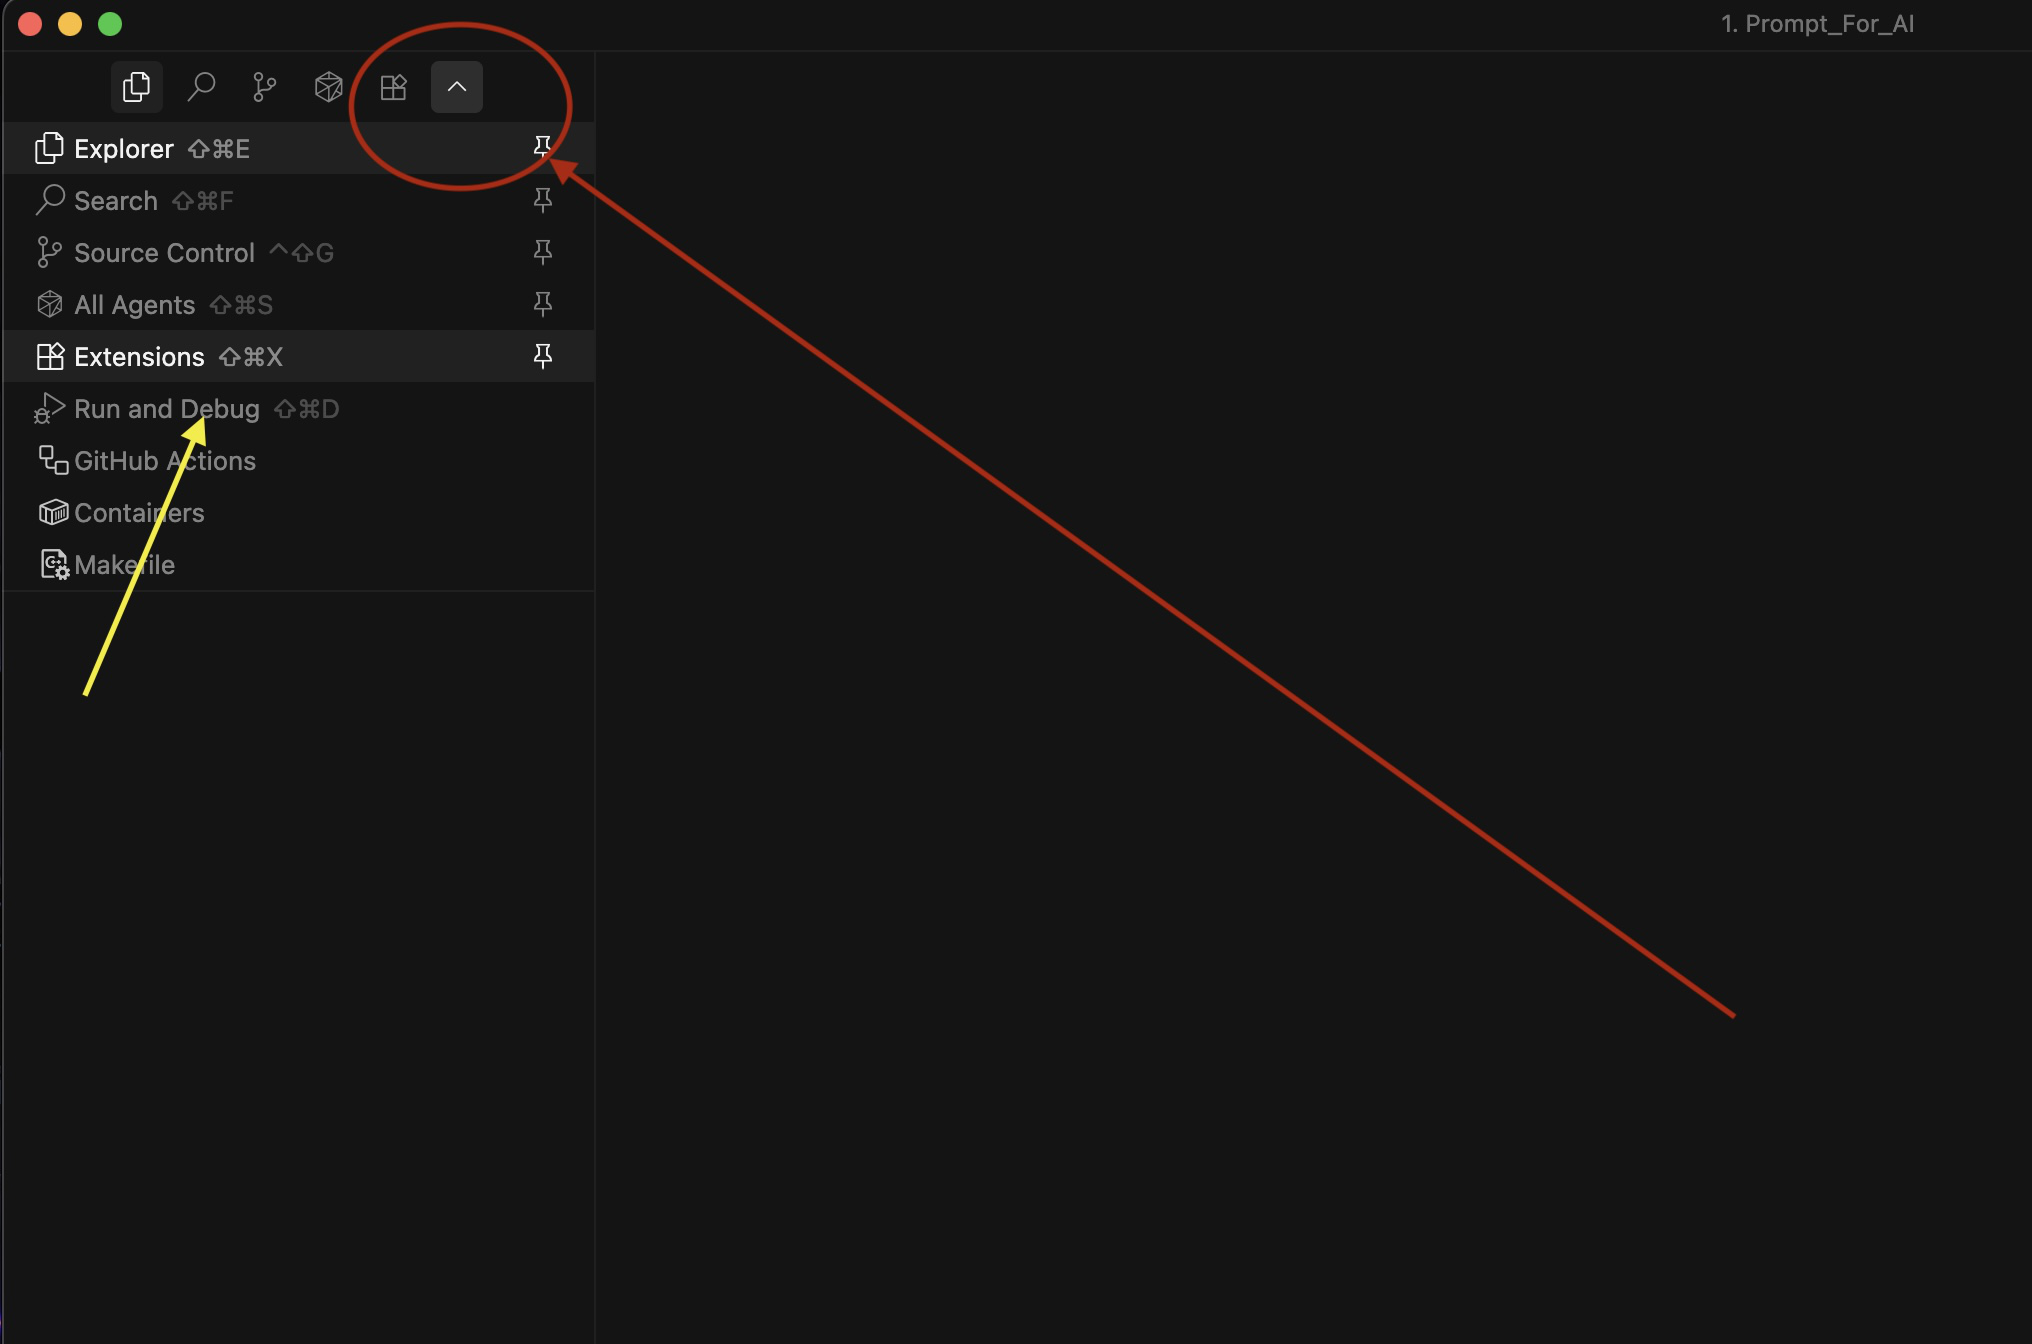 1. Prompt_For_AI
Explorer ⇧⌘E
Search ⇧⌘F
Source Control ⌃⇧G
All Agents ⇧⌘S
Extensions ⇧⌘X
Run and Debug ⇧⌘D
GitHub Actions
Containers
Makefile